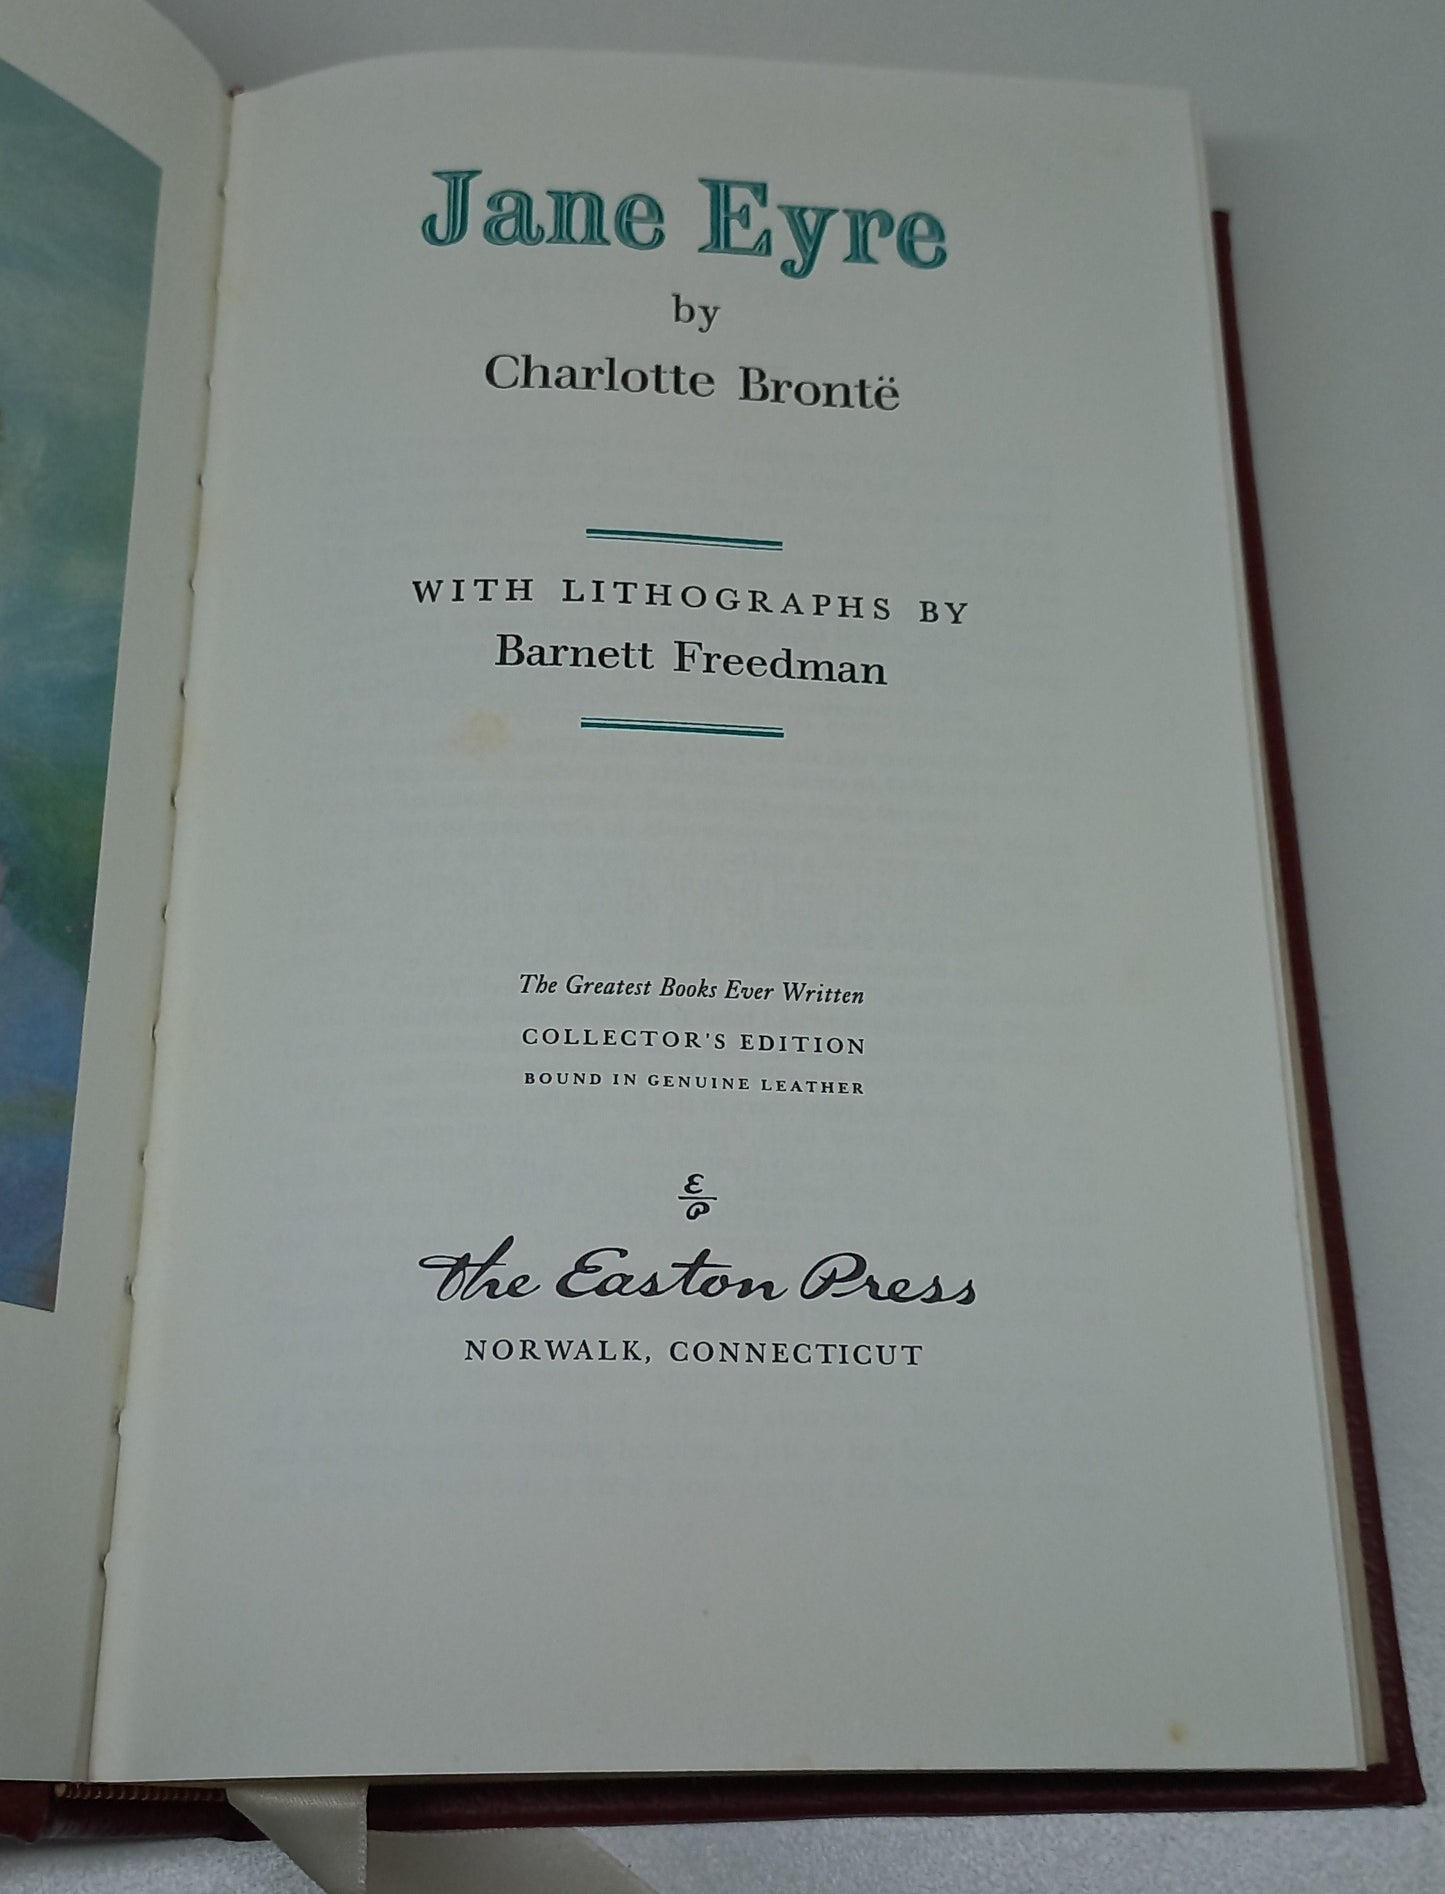 Jane Eyre
by
Charlotte Brontë
WITH LITHOGRAPHS BY
Barnett Freedman
The Greatest Books Ever Written
COLLECTOR'S EDITION
BOUND IN GENUINE LEATHER
E
P
The Easton Press
NORWALK, CONNECTICUT